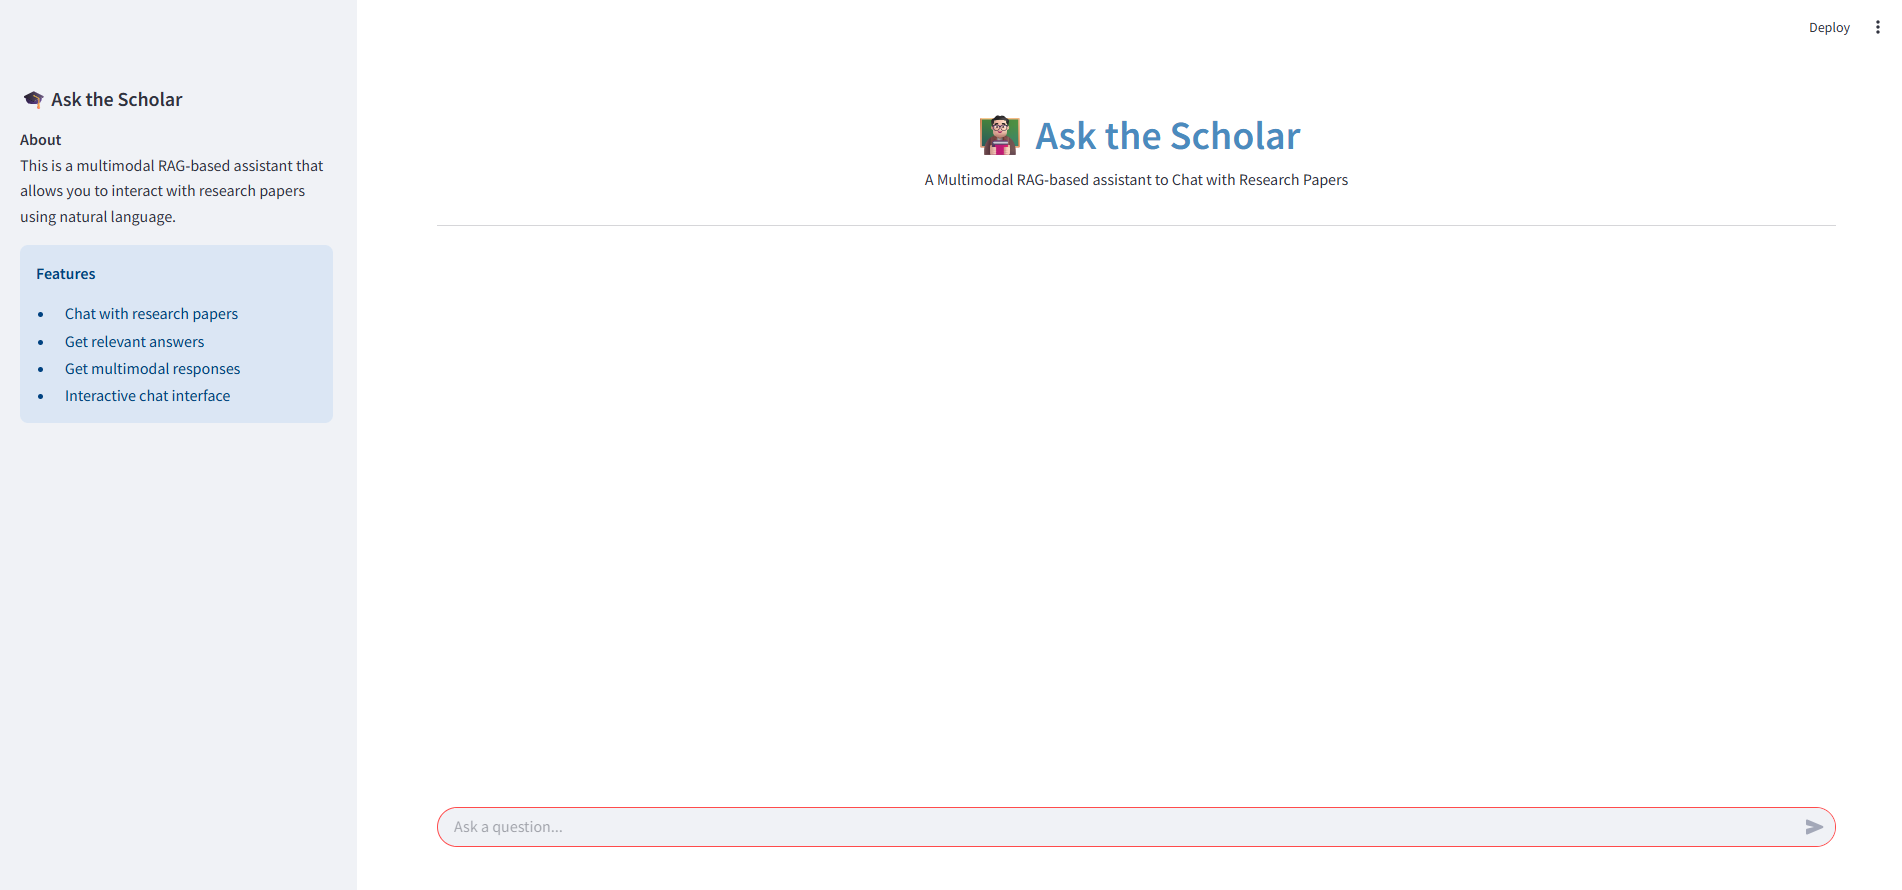 Deploy
Ask the Scholar
About
This is a multimodal RAG-based assistant that
allows you to interact with research papers
using natural language.
Features
• Chat with research papers
• Get relevant answers
• Get multimodal responses
• Interactive chat interface
Ask the Scholar
A Multimodal RAG-based assistant to Chat with Research Papers
Ask a question...